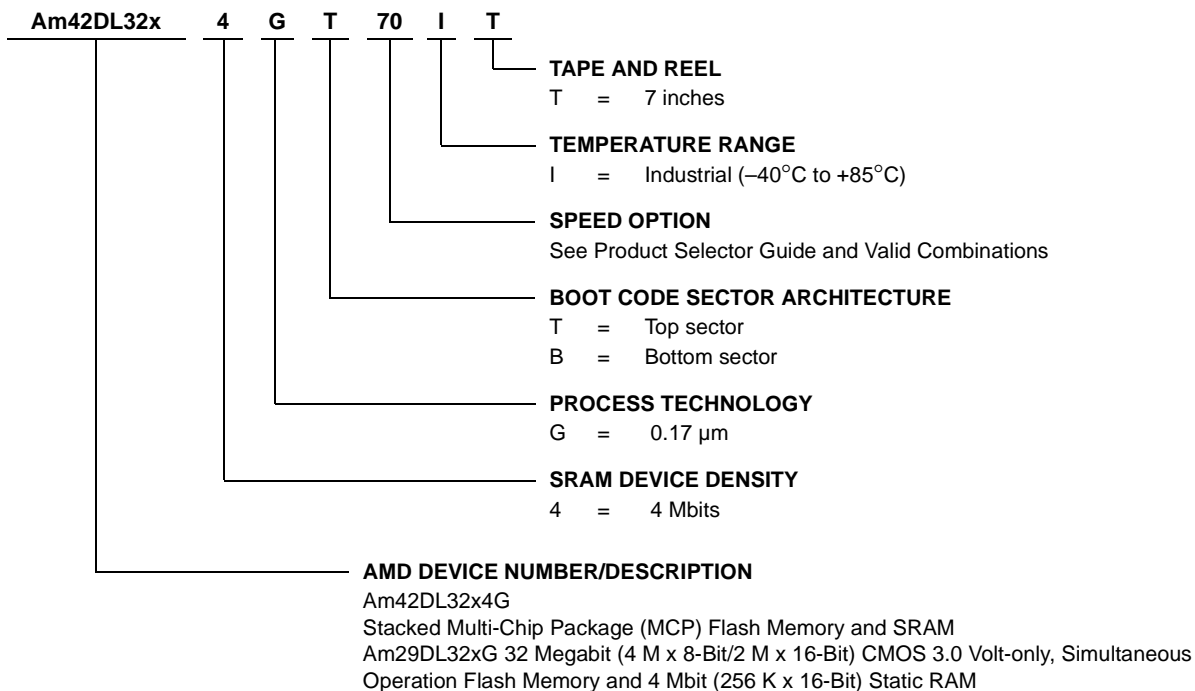 Am42DL32x 4 G T 70 I T
TAPE AND REEL
T = 7 inches
TEMPERATURE RANGE
I = Industrial (–40°C to +85°C)
SPEED OPTION
See Product Selector Guide and Valid Combinations
BOOT CODE SECTOR ARCHITECTURE
T = Top sector
B = Bottom sector
PROCESS TECHNOLOGY
G = 0.17 µm
SRAM DEVICE DENSITY
4 = 4 Mbits
AMD DEVICE NUMBER/DESCRIPTION
Am42DL32x4G
Stacked Multi-Chip Package (MCP) Flash Memory and SRAM
Am29DL32xG 32 Megabit (4 M x 8-Bit/2 M x 16-Bit) CMOS 3.0 Volt-only, Simultaneous
Operation Flash Memory and 4 Mbit (256 K x 16-Bit) Static RAM